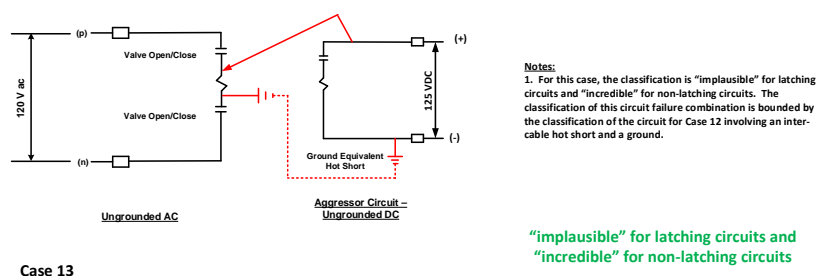 (p)
Valve Open/Close
120 V ac
Valve Open/Close
(n)
Ungrounded AC
(+)
125 VDC
(-)
Ground Equivalent
Hot Short
Aggressor Circuit –
Ungrounded DC
Notes:
1. For this case, the classification is “implausible” for latching
circuits and “incredible” for non-latching circuits. The
classification of this circuit failure combination is bounded by
the classification of the circuit for Case 12 involving an inter-
cable hot short and a ground.
“implausible” for latching circuits and
“incredible” for non-latching circuits
Case 13